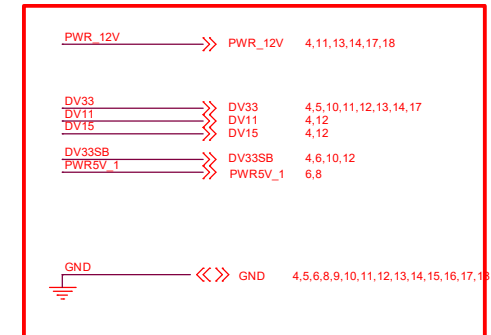 PWR_12V PWR_12V 4,11,13,14,17,18
DV33 DV33 4,5,10,11,12,13,14,17
DV11 DV11 4,12
DV15 DV15 4,12
DV33SB DV33SB 4,6,10,12
PWR5V_1 PWR5V_1 6,8
GND GND 4,5,6,8,9,10,11,12,13,14,15,16,17,18